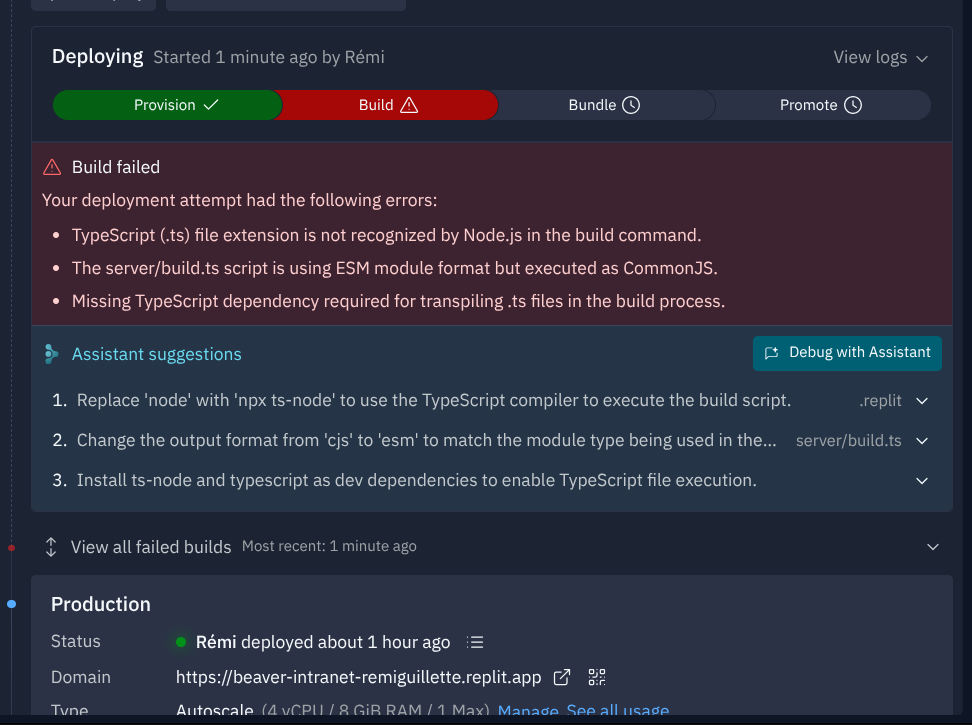 Deploying Started 1 minute ago by Rémi View logs
Provision Build Bundle Promote
Build failed
Your deployment attempt had the following errors:
• TypeScript (.ts) file extension is not recognized by Node.js in the build command.
• The server/build.ts script is using ESM module format but executed as CommonJS.
• Missing TypeScript dependency required for transpiling .ts files in the build process.
Assistant suggestions Debug with Assistant
1. Replace 'node' with 'npx ts-node' to use the TypeScript compiler to execute the build script. .replit
2. Change the output format from 'cjs' to 'esm' to match the module type being used in the... server/build.ts
3. Install ts-node and typescript as dev dependencies to enable TypeScript file execution.
View all failed builds Most recent: 1 minute ago
Production
Status Rémi deployed about 1 hour ago
Domain https://beaver-intranet-remiguillette.replit.app
Type Autoscale (4 vCPU / 8 GiB RAM / 1 Max) Manage See all usage